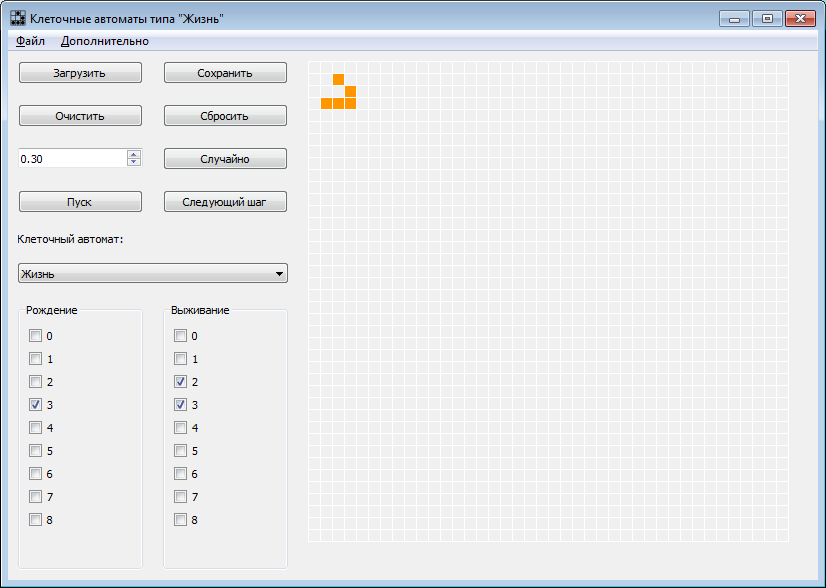 Клеточные автоматы типа "Жизнь"
Файл Дополнительно
Загрузить Сохранить
Очистить Сбросить
0.30 Случайно
Пуск Следующий шаг
Клеточный автомат:
Жизнь
Рождение Выживание
0 0
1 1
2 2
3 3
4 4
5 5
6 6
7 7
8 8